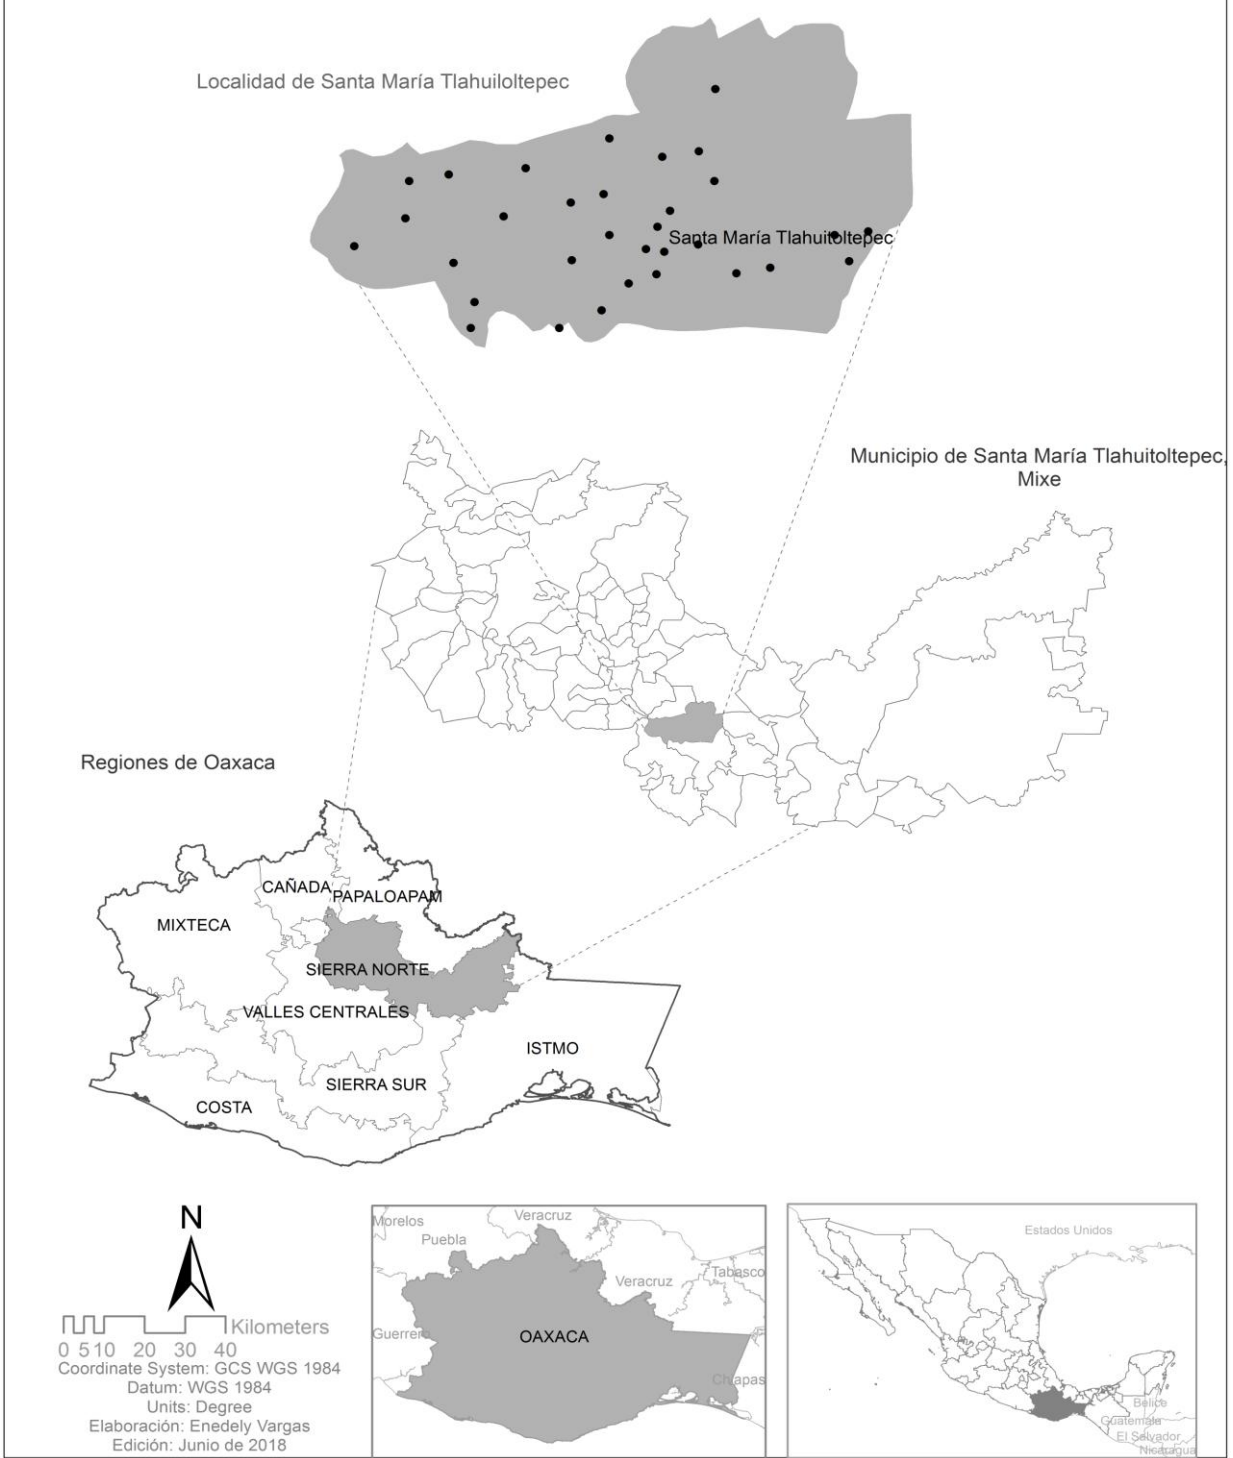 Localidad de Santa María Tlahuiloltepec
Santa María Tlahuitoltepec
Municipio de Santa María Tlahuitoltepec,
Mixe
Regiones de Oaxaca
CAÑADA
PAPALOAPAM
MIXTECA
SIERRA NORTE
VALLES CENTRALES
ISTMO
SIERRA SUR
COSTA
N
Kilometers
0 5 10 20 30 40
Coordinate System: GCS WGS 1984
Datum: WGS 1984
Units: Degree
Elaboración: Enedely Vargas
Edición: Junio de 2018
Morelos
Veracruz
Puebla
Tabasco
Veracruz
Guerrero
OAXACA
Chiapas
Estados Unidos
Belice
Guatemala
El Salvador
Nicaragua